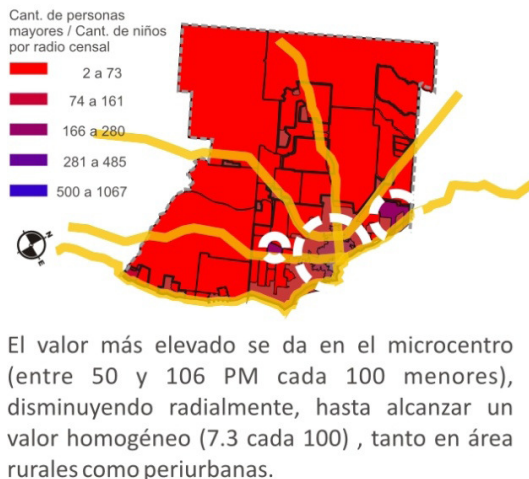 Cant. de personas
mayores / Cant. de niños
por radio censal
2 a 73
74 a 161
166 a 280
281 a 485
500 a 1067
N
E
El valor más elevado se da en el microcentro
(entre 50 y 106 PM cada 100 menores),
disminuyendo radialmente, hasta alcanzar un
valor homogéneo (7.3 cada 100) , tanto en área
rurales como periurbanas.